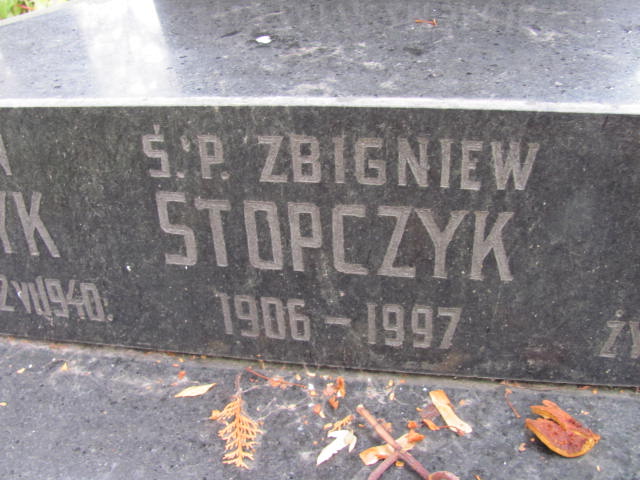 Ś.P. ZBIGNIEW
STOPCZYK
1906 – 1997